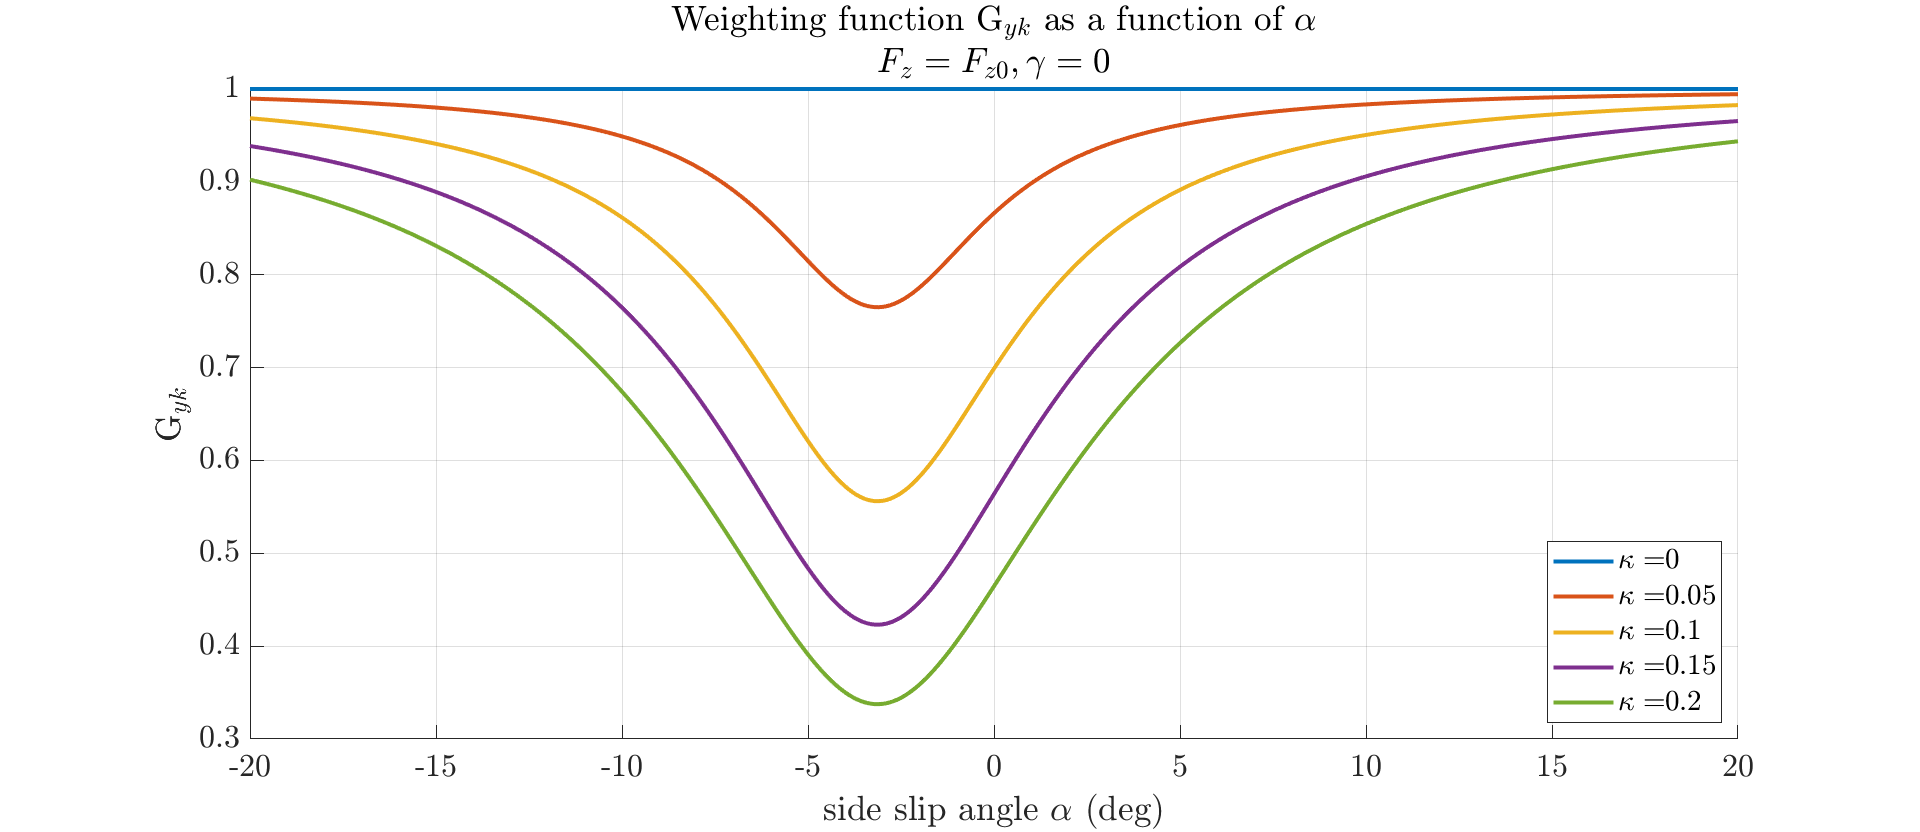 Weighting function G_yk as a function of α
F_z = F_z0, γ = 0
1
0.9
0.8
0.7
0.6
0.5
0.4
0.3
G_yk
-20 -15 -10 -5 0 5 10 15 20
side slip angle α (deg)
κ =0
κ =0.05
κ =0.1
κ =0.15
κ =0.2